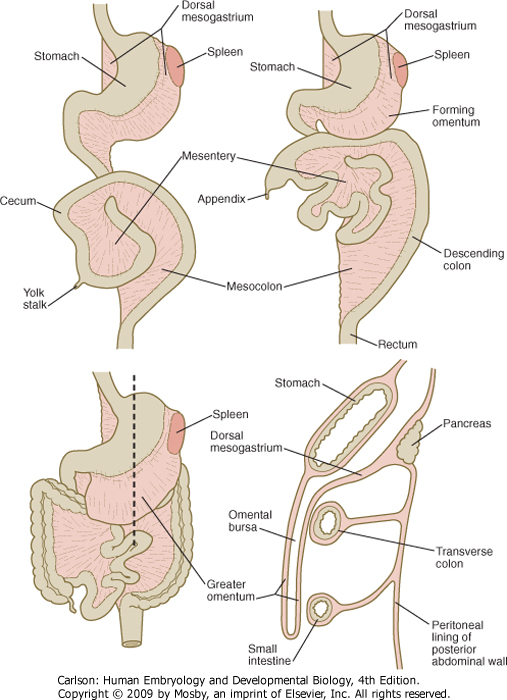 Dorsal
mesogastrium
Stomach
Spleen
Mesentery
Cecum
Yolk
stalk
Mesocolon
Dorsal
mesogastrium
Stomach
Spleen
Forming
omentum
Appendix
Descending
colon
Rectum
Spleen
Greater
omentum
Stomach
Dorsal
mesogastrium
Pancreas
Omental
bursa
Transverse
colon
Small
intestine
Peritoneal
lining of
posterior
abdominal wall
Carlson: Human Embryology and Developmental Biology, 4th Edition.
Copyright © 2009 by Mosby, an imprint of Elsevier, Inc. All rights reserved.